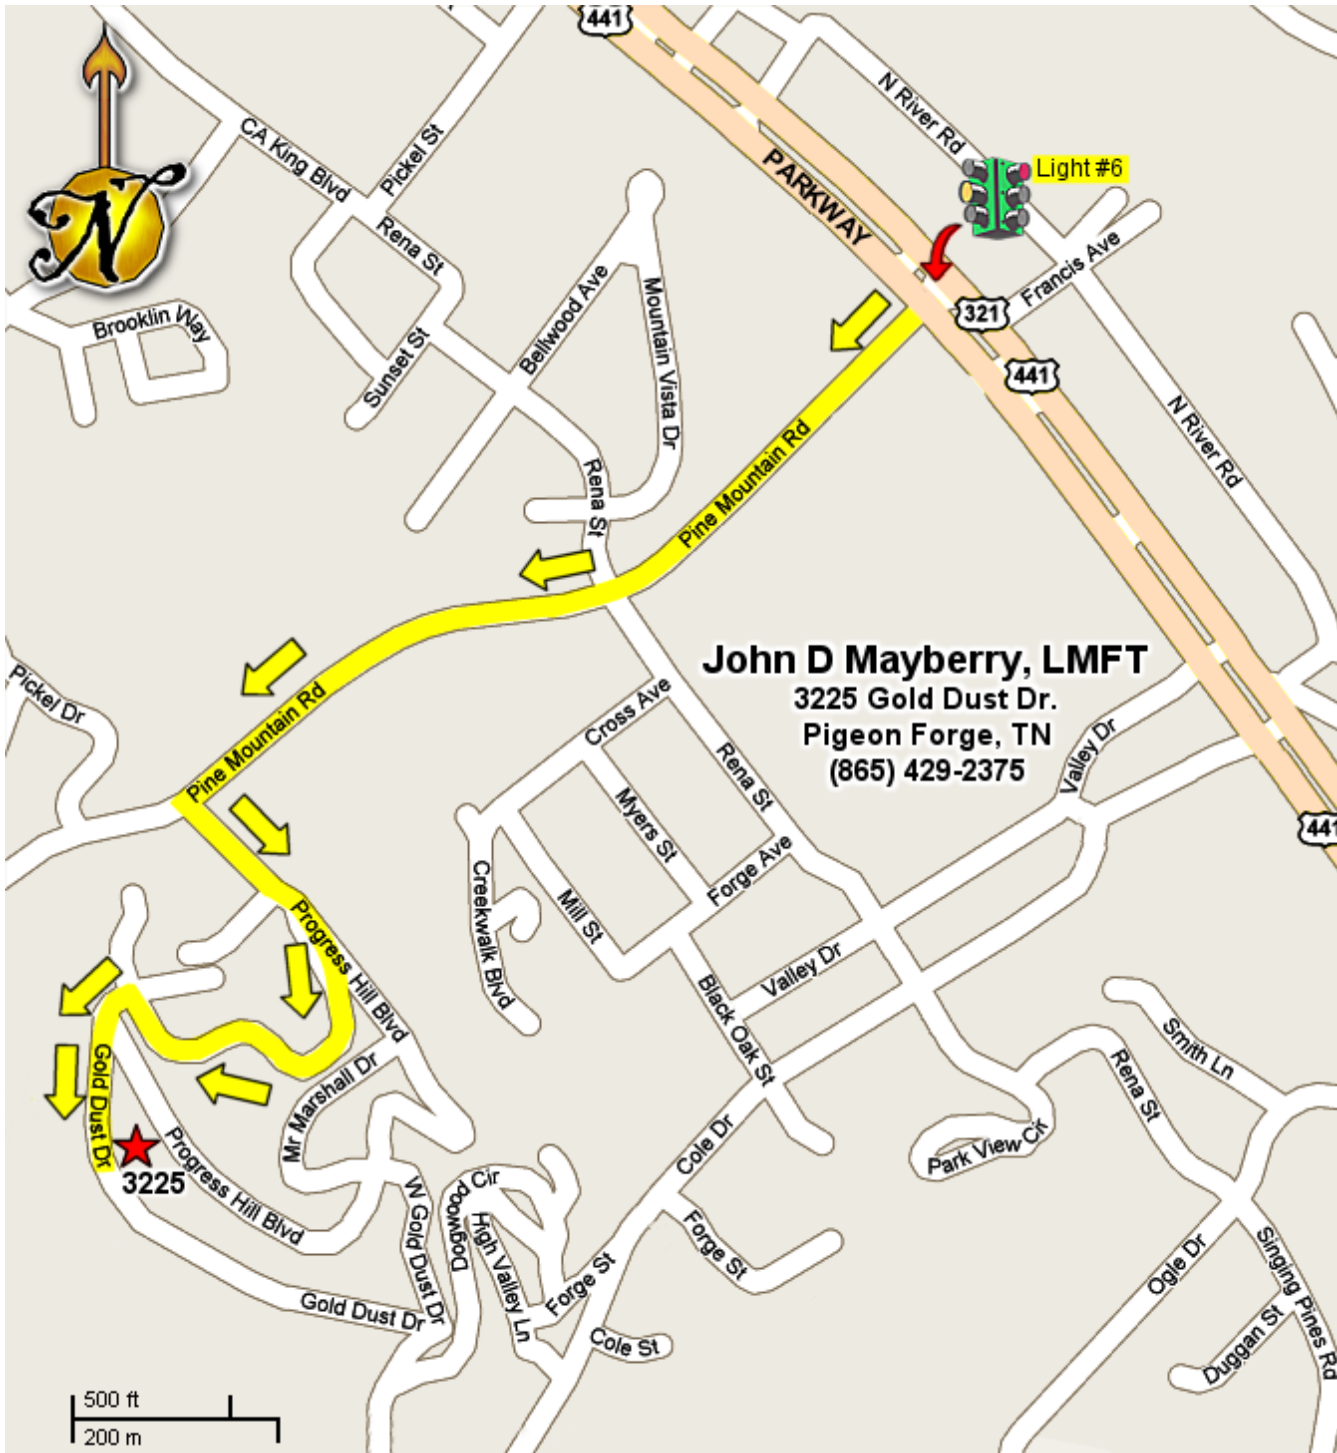 441
N River Rd
CA King Blvd
Pickel St
PARKWAY
Light #6
N
Rena St
Francis Ave
Bellwood Ave
Mountain Vista Dr
321
Brooklin Way
Sunset St
441
N River Rd
Pine Mountain Rd
Rena St
John D Mayberry, LMFT
3225 Gold Dust Dr.
Pigeon Forge, TN
(865) 429-2375
Pickel Dr
Pine Mountain Rd
Cross Ave
Rena St
Valley Dr
Myers St
441
Forge Ave
Creekwalk Blvd
Mill St
Progress Hill Blvd
Valley Dr
Black Oak St
Smith Ln
Rena St
Gold Dust Dr
Mr Marshall Dr
Cole Dr
Park View Cir
3225
Progress Hill Blvd
W Gold Dust Dr
Dogwood Cir
High Valley Ln
Forge St
Forge St
Ogle Dr
Singing Pines Rd
Gold Dust Dr
Cole St
Duggan St
500 ft
200 m